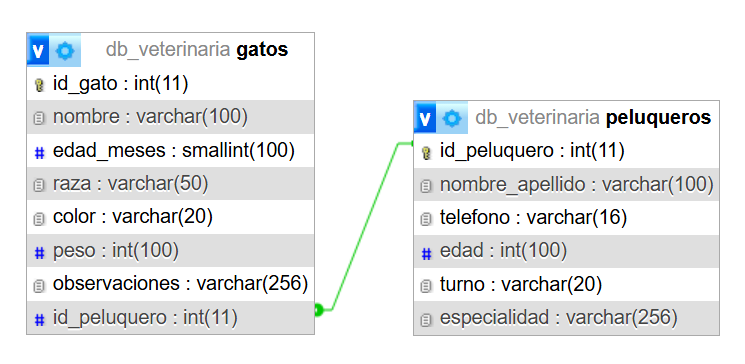 v db_veterinaria gatos
id_gato : int(11)
nombre : varchar(100)
# edad_meses : smallint(100)
raza : varchar(50)
color : varchar(20)
# peso : int(100)
observaciones : varchar(256)
# id_peluquero : int(11)
v db_veterinaria peluqueros
id_peluquero : int(11)
nombre_apellido : varchar(100)
telefono : varchar(16)
# edad : int(100)
turno : varchar(20)
especialidad : varchar(256)